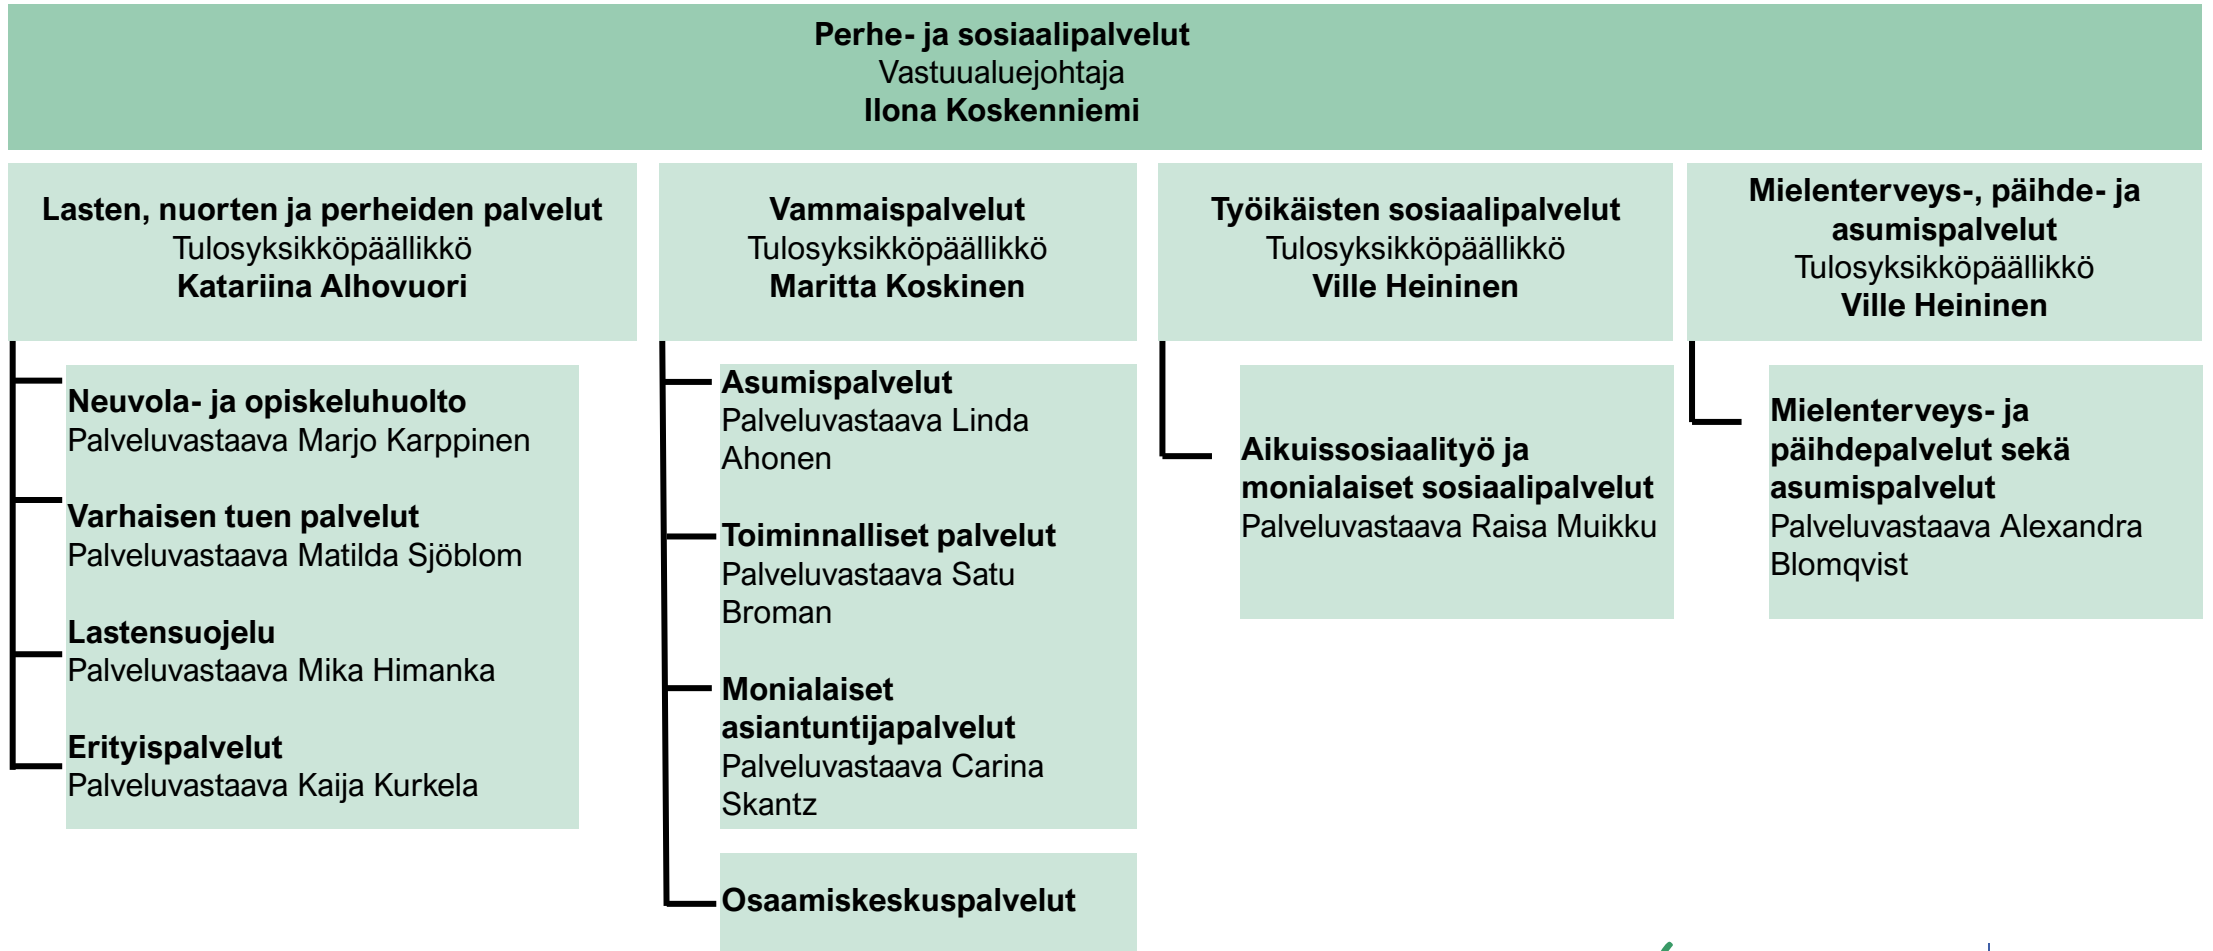 Perhe- ja sosiaalipalvelut
Vastuualuejohtaja
Ilona Koskenniemi
Lasten, nuorten ja perheiden palvelut
Tulosyksikköpäällikkö
Katariina Alhovuori
Neuvola- ja opiskeluhuolto
Palveluvastaava Marjo Karppinen
Varhaisen tuen palvelut
Palveluvastaava Matilda Sjöblom
Lastensuojelu
Palveluvastaava Mika Himanka
Erityispalvelut
Palveluvastaava Kaija Kurkela
Vammaispalvelut
Tulosyksikköpäällikkö
Maritta Koskinen
Asumispalvelut
Palveluvastaava Linda
Ahonen
Toiminnalliset palvelut
Palveluvastaava Satu
Broman
Monialaiset
asiantuntijapalvelut
Palveluvastaava Carina
Skantz
Osaamiskeskuspalvelut
Työikäisten sosiaalipalvelut
Tulosyksikköpäällikkö
Ville Heininen
Aikuissosiaalityö ja
monialaiset sosiaalipalvelut
Palveluvastaava Raisa Muikku
Mielenterveys-, päihde- ja
asumispalvelut
Tulosyksikköpäällikkö
Ville Heininen
Mielenterveys- ja
päihdepalvelut sekä
asumispalvelut
Palveluvastaava Alexandra
Blomqvist